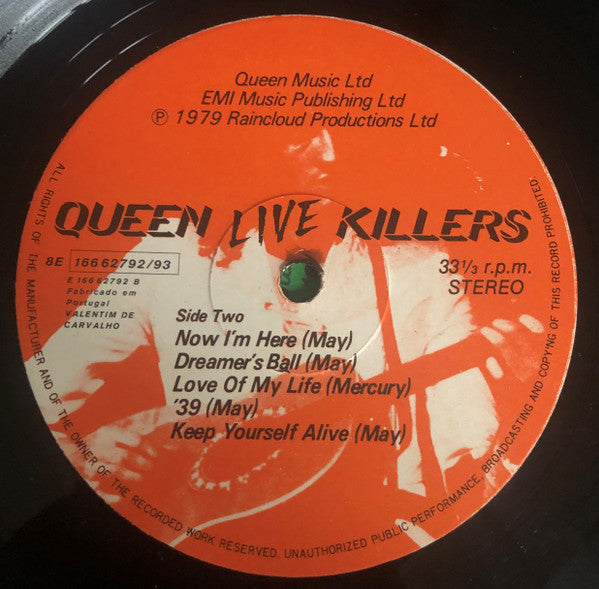 Queen Music Ltd
EMI Music Publishing Ltd
℗ 1979 Raincloud Productions Ltd
QUEEN LIVE KILLERS
8E 166 62792/93
E 166 62792 B
Fabricado em
Portugal
VALENTIM DE
CARVALHO
33 1/3 r.p.m.
STEREO
Side Two
Now I'm Here (May)
Dreamer's Ball (May)
Love Of My Life (Mercury)
'39 (May)
Keep Yourself Alive (May)
ALL RIGHTS OF THE MANUFACTURER AND OF THE OWNER OF THE RECORDED WORK RESERVED. UNAUTHORIZED PUBLIC PERFORMANCE, BROADCASTING AND COPYING OF THIS RECORD PROHIBITED.